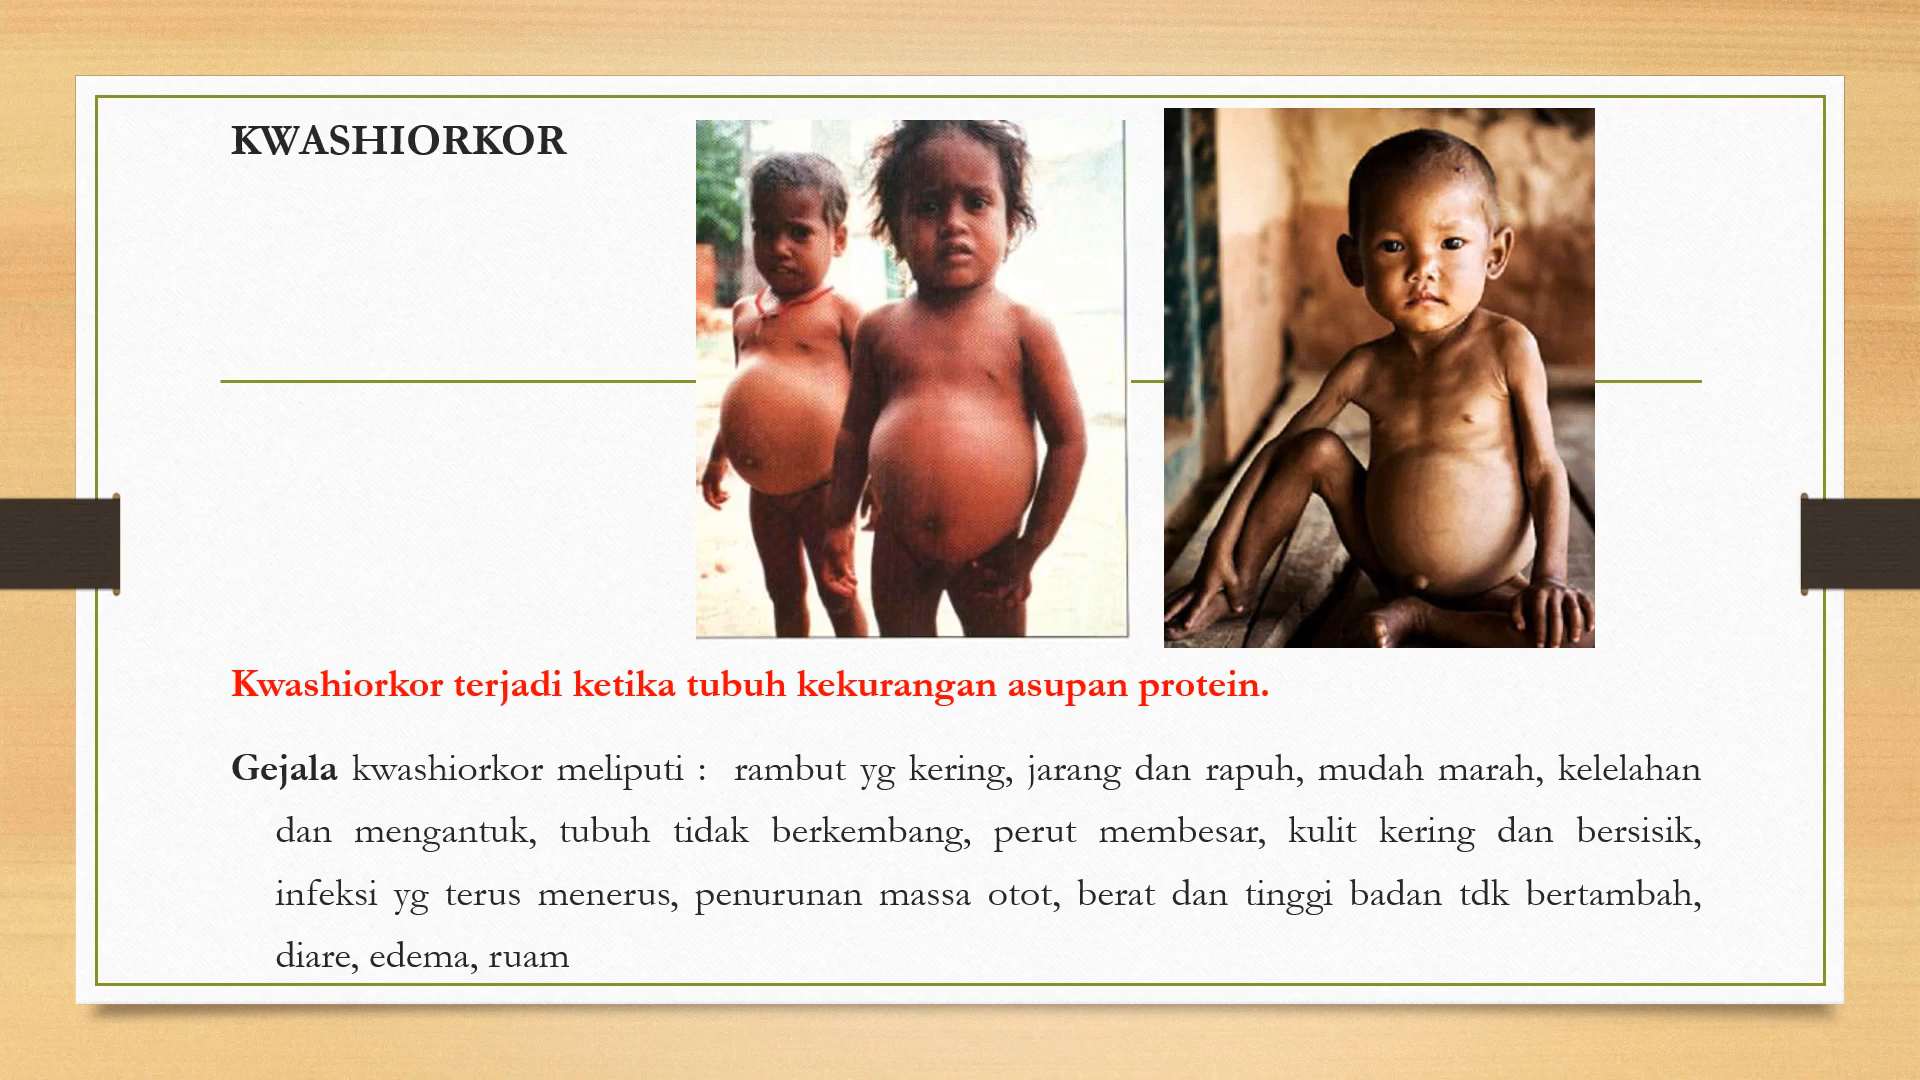 KWASHIORKOR
Kwashiorkor terjadi ketika tubuh kekurangan asupan protein.
Gejala kwashiorkor meliputi : rambut yg kering, jarang dan rapuh, mudah marah, kelelahan
dan mengantuk, tubuh tidak berkembang, perut membesar, kulit kering dan bersisik,
infeksi yg terus menerus, penurunan massa otot, berat dan tinggi badan tdk bertambah,
diare, edema, ruam